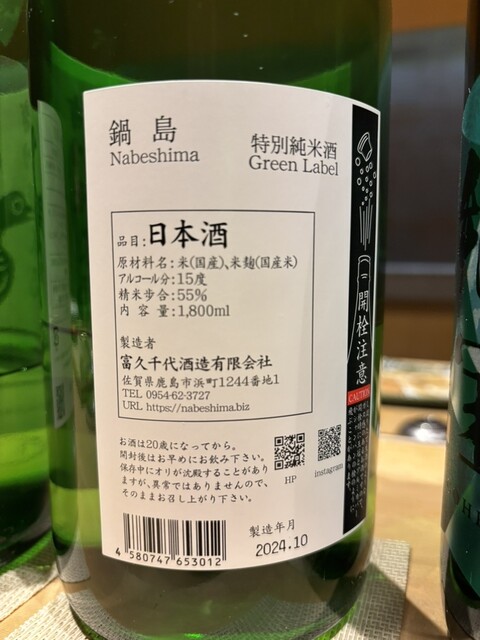 鍋島
Nabeshima
特別純米酒
Green Label
品目:日本酒
原材料名:米(国産)、米麹(国産米)
アルコール分:15度
精米歩合:55%
内容量:1,800ml
製造者
富久千代酒造有限会社
佐賀県鹿島市浜町1244番地1
TEL 0954-62-3727
URL https://nabeshima.biz
お酒は20歳になってから。
開封後はお早めにお飲み下さい。
保存中にオリが沈殿することがあり
ますが、異常ではありませんので、
そのままお召し上がり下さい。
HP
instagram
4 580747 653012
製造年月
2024.10
開栓注意
CAUTION